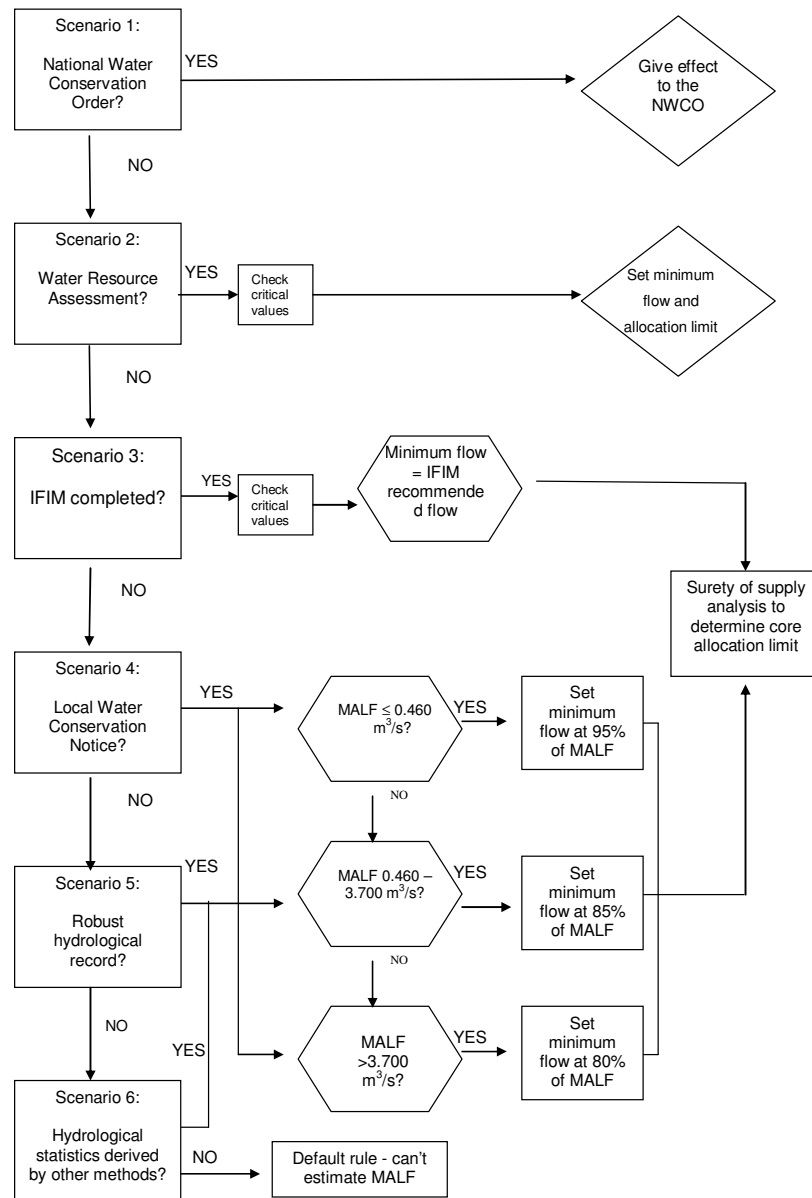 Scenario 1:
National Water
Conservation
Order?
YES
Give effect
to the
NWCO
NO
Scenario 2:
Water Resource
Assessment?
YES
Check
critical
values
Set minimum
flow and
allocation limit
NO
Scenario 3:
IFIM completed?
YES
Check
critical
values
Minimum flow
= IFIM
recommende
d flow
Surety of supply
analysis to
determine core
allocation limit
NO
Scenario 4:
Local Water
Conservation
Notice?
YES
MALF ≤ 0.460
m³/s?
YES
Set
minimum
flow at 95%
of MALF
NO
NO
Scenario 5:
Robust
hydrological
record?
YES
MALF 0.460 –
3.700 m³/s?
YES
Set
minimum
flow at 85%
of MALF
NO
NO
YES
MALF
>3.700
m³/s?
YES
Set
minimum
flow at 80%
of MALF
Scenario 6:
Hydrological
statistics derived
by other methods?
NO
Default rule - can't
estimate MALF